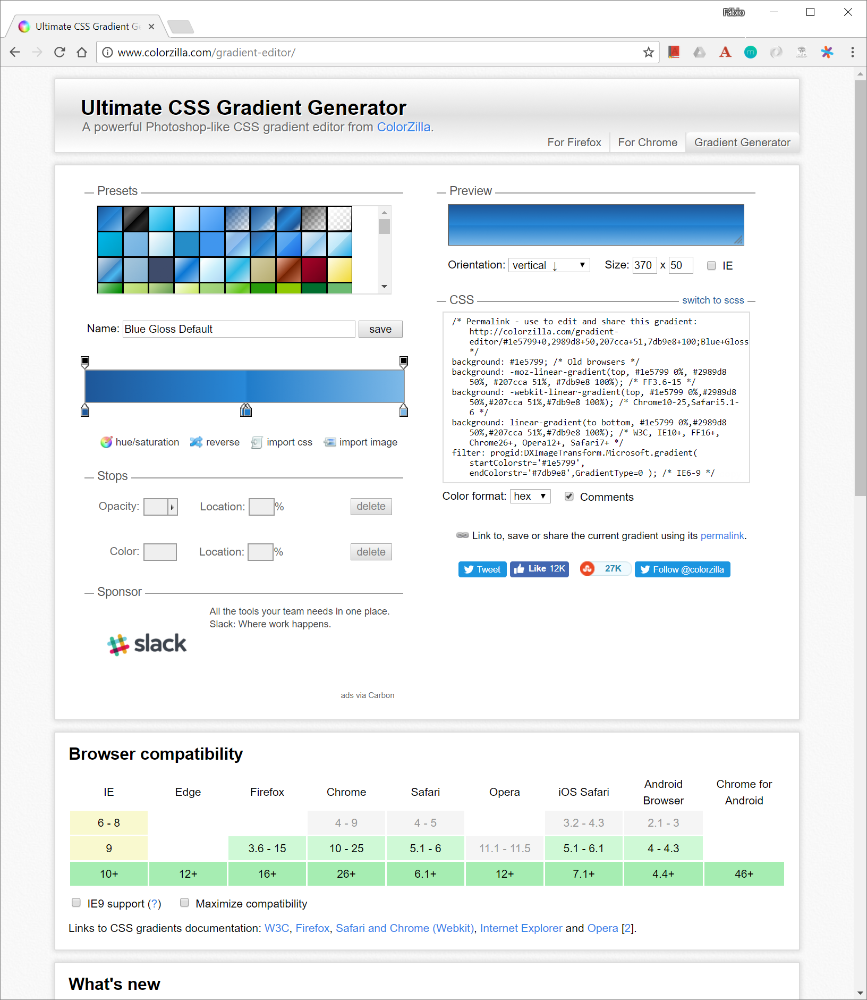 Fábio
Ultimate CSS Gradient Ge
www.colorzilla.com/gradient-editor/
Ultimate CSS Gradient Generator
A powerful Photoshop-like CSS gradient editor from ColorZilla.
For Firefox
For Chrome
Gradient Generator
Presets
Name: Blue Gloss Default save
hue/saturation reverse import css import image
Stops
Opacity: Location: % delete
Color: Location: % delete
Sponsor
All the tools your team needs in one place.
Slack: Where work happens.
slack
ads via Carbon
Preview
Orientation: vertical ↓ Size: 370 x 50 IE
CSS switch to scss
/* Permalink - use to edit and share this gradient:
http://colorzilla.com/gradient-
editor/#1e5799+0,2989d8+50,207cca+51,7db9e8+100;Blue+Gloss
*/
background: #1e5799; /* Old browsers */
background: -moz-linear-gradient(top, #1e5799 0%, #2989d8
50%, #207cca 51%, #7db9e8 100%); /* FF3.6-15 */
background: -webkit-linear-gradient(top, #1e5799 0%,#2989d8
50%,#207cca 51%,#7db9e8 100%); /* Chrome10-25,Safari5.1-
6 */
background: linear-gradient(to bottom, #1e5799 0%,#2989d8
50%,#207cca 51%,#7db9e8 100%); /* W3C, IE10+, FF16+,
Chrome26+, Opera12+, Safari7+ */
filter: progid:DXImageTransform.Microsoft.gradient(
startColorstr='#1e5799',
endColorstr='#7db9e8',GradientType=0 ); /* IE6-9 */
Color format: hex Comments
Link to, save or share the current gradient using its permalink.
Tweet Like 12K 27K Follow @colorzilla
Browser compatibility
IE Edge Firefox Chrome Safari Opera iOS Safari Android Browser Chrome for Android
6 - 8 4 - 9 4 - 5 3.2 - 4.3 2.1 - 3
9 3.6 - 15 10 - 25 5.1 - 6 11.1 - 11.5 5.1 - 6.1 4 - 4.3
10+ 12+ 16+ 26+ 6.1+ 12+ 7.1+ 4.4+ 46+
IE9 support (?) Maximize compatibility
Links to CSS gradients documentation: W3C, Firefox, Safari and Chrome (Webkit), Internet Explorer and Opera [2].
What's new